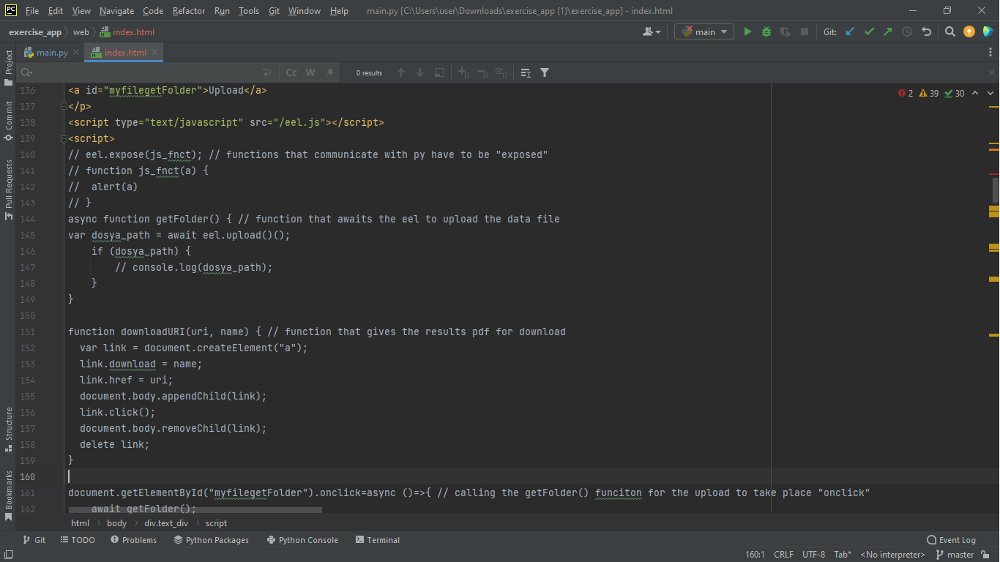 PC File Edit View Navigate Code Refactor Run Tools Git Window Help main.py [C:\Users\user\Downloads\exercise_app (1)\exercise_app] - index.html
exercise_app web index.html main Git:
main.py index.html
Cc W .* 0 results
Project
Commit
Pull Requests
Structure
Bookmarks
2 39 30
136 <a id="myfilegetFolder">Upload</a>
137 </p>
138 <script type="text/javascript" src="/eel.js"></script>
139 <script>
140 // eel.expose(js_fnct); // functions that communicate with py have to be "exposed"
141 // function js_fnct(a) {
142 //  alert(a)
143 // }
144 async function getFolder() { // function that awaits the eel to upload the data file
145 var dosya_path = await eel.upload()();
146     if (dosya_path) {
147         // console.log(dosya_path);
148     }
149 }
150
151 function downloadURI(uri, name) { // function that gives the results pdf for download
152   var link = document.createElement("a");
153   link.download = name;
154   link.href = uri;
155   document.body.appendChild(link);
156   link.click();
157   document.body.removeChild(link);
158   delete link;
159 }
160
161 document.getElementById("myfilegetFolder").onclick=async ()=>{ // calling the getFolder() funciton for the upload to take place "onclick"
162     await getFolder();
html body div.text_div script
Git TODO Problems Python Packages Python Console Terminal Event Log
160:1 CRLF UTF-8 Tab* <No interpreter> master